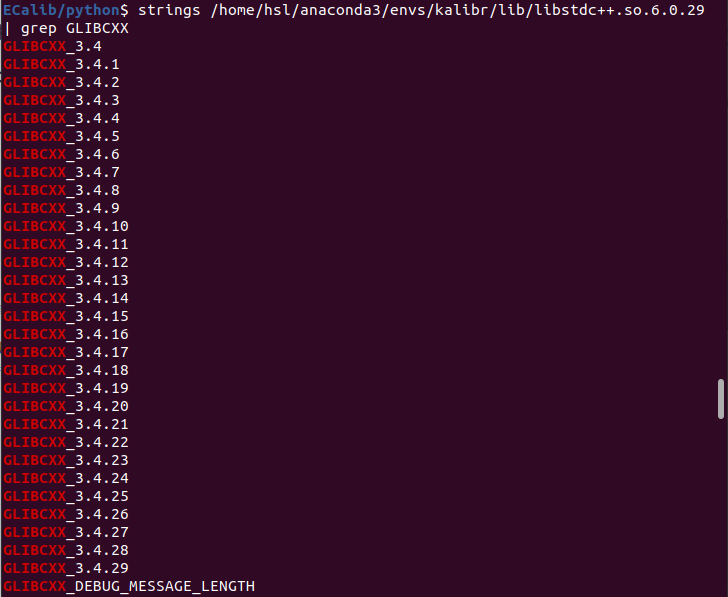 ECalib/python$ strings /home/hsl/anaconda3/envs/kalibr/lib/libstdc++.so.6.0.29
| grep GLIBCXX
GLIBCXX_3.4
GLIBCXX_3.4.1
GLIBCXX_3.4.2
GLIBCXX_3.4.3
GLIBCXX_3.4.4
GLIBCXX_3.4.5
GLIBCXX_3.4.6
GLIBCXX_3.4.7
GLIBCXX_3.4.8
GLIBCXX_3.4.9
GLIBCXX_3.4.10
GLIBCXX_3.4.11
GLIBCXX_3.4.12
GLIBCXX_3.4.13
GLIBCXX_3.4.14
GLIBCXX_3.4.15
GLIBCXX_3.4.16
GLIBCXX_3.4.17
GLIBCXX_3.4.18
GLIBCXX_3.4.19
GLIBCXX_3.4.20
GLIBCXX_3.4.21
GLIBCXX_3.4.22
GLIBCXX_3.4.23
GLIBCXX_3.4.24
GLIBCXX_3.4.25
GLIBCXX_3.4.26
GLIBCXX_3.4.27
GLIBCXX_3.4.28
GLIBCXX_3.4.29
GLIBCXX_DEBUG_MESSAGE_LENGTH